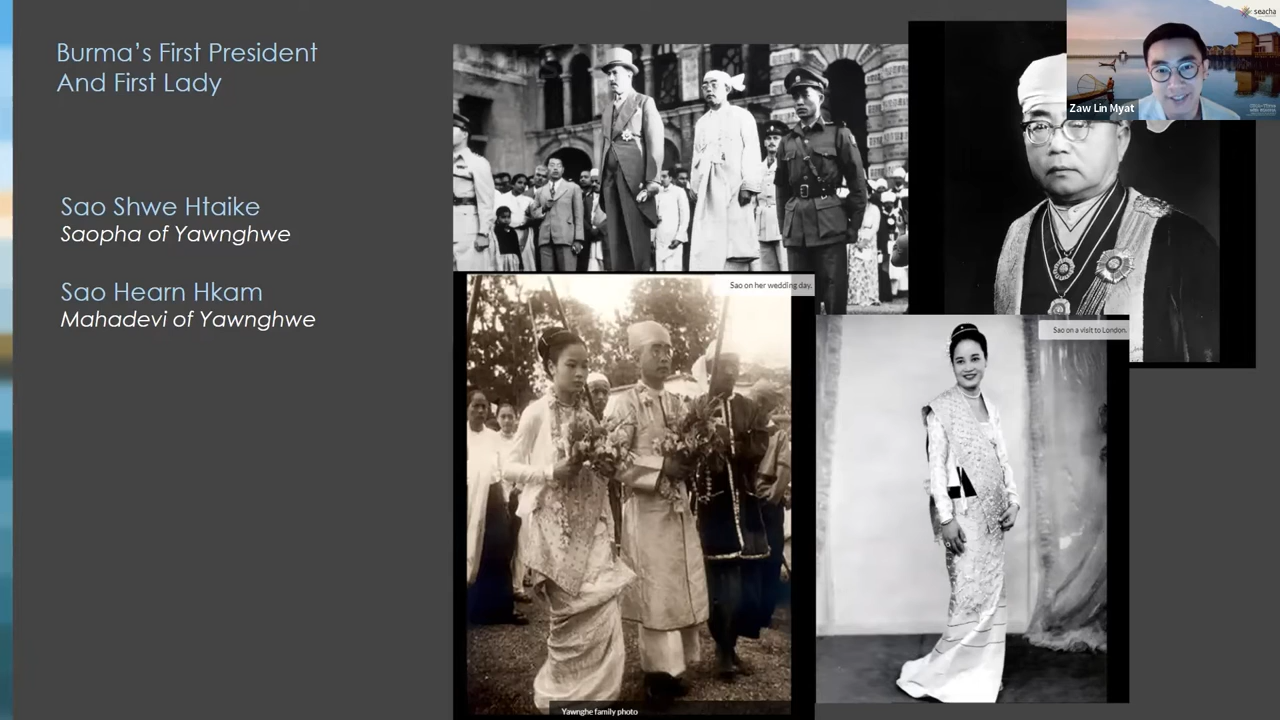 Burma's First President
And First Lady
Sao Shwe Htaike
Saopha of Yawnghwe
Sao Hearn Hkam
Mahadevi of Yawnghwe
Sao on her wedding day.
Yawnghe family photo
Sao on a visit to London.
Zaw Lin Myat
seacha